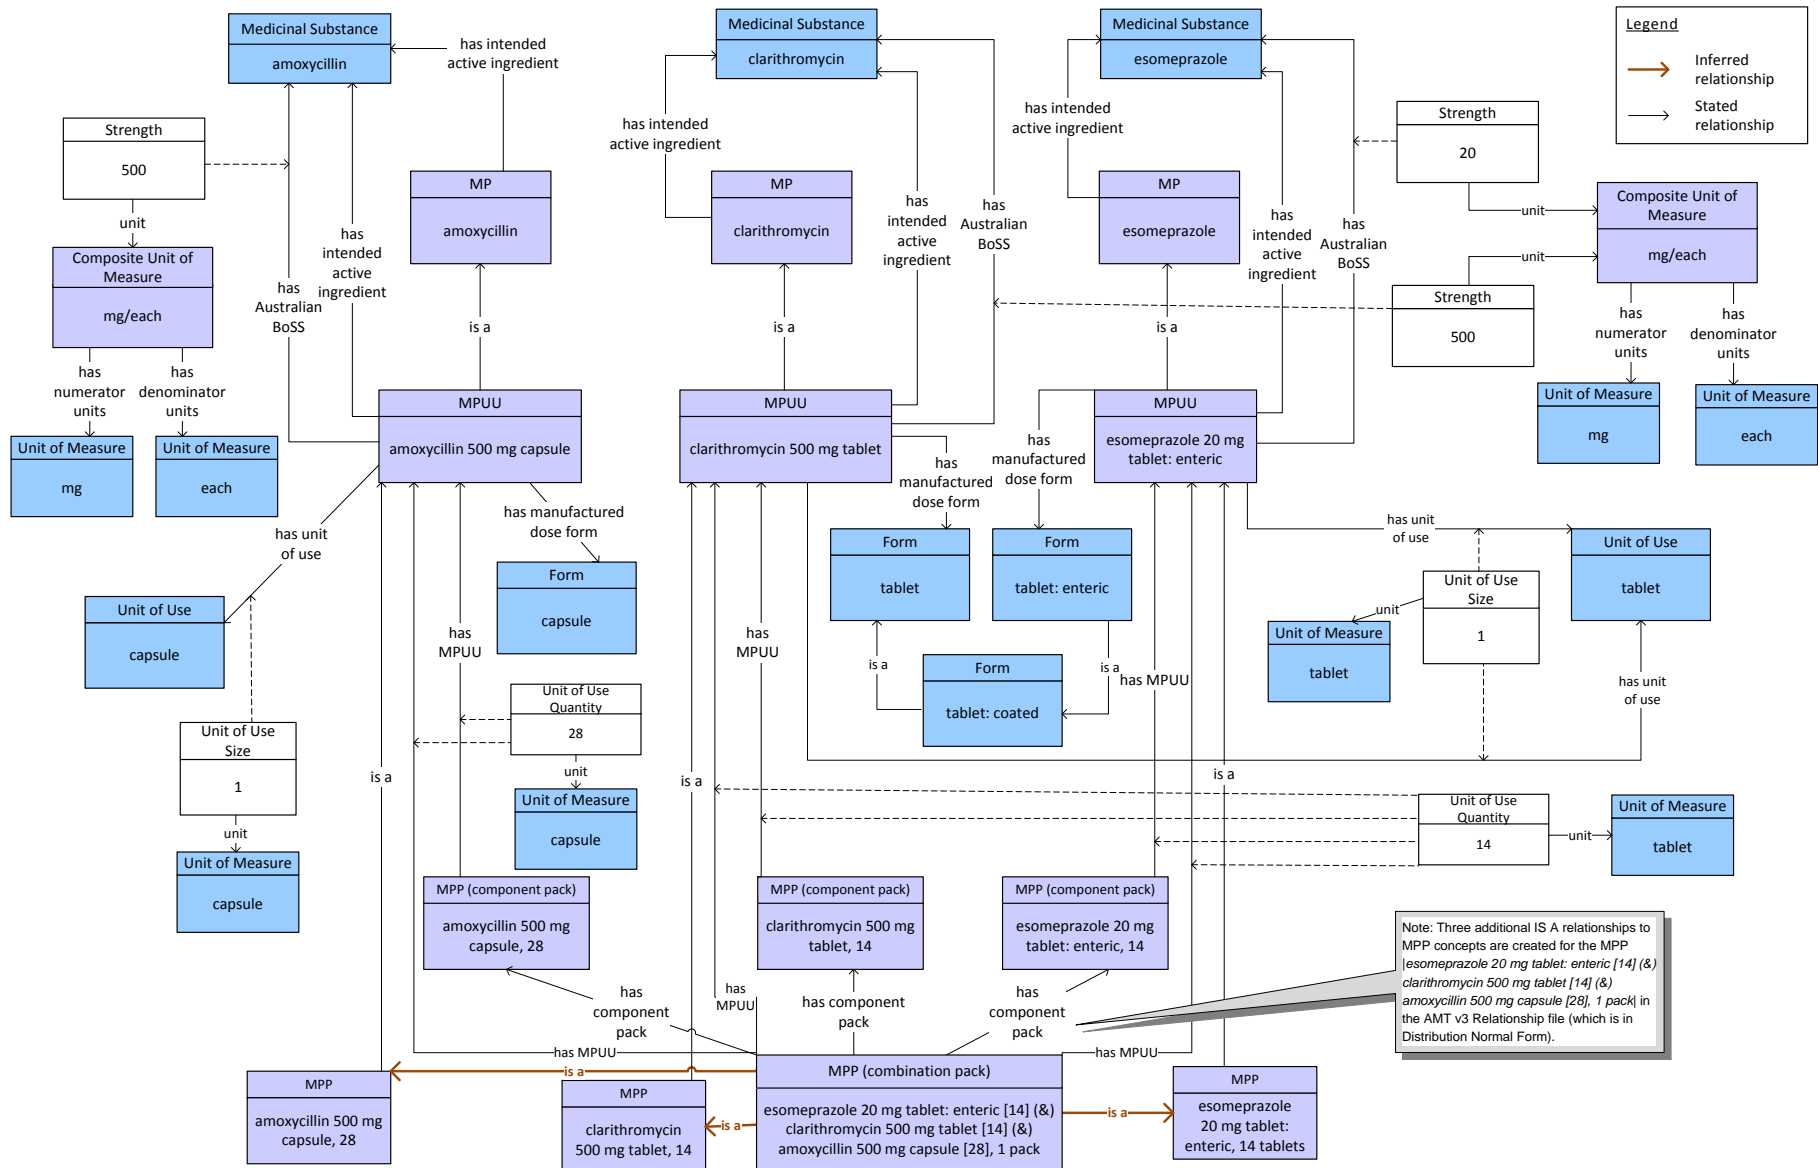 Medicinal Substance
amoxycillin
has intended
active ingredient
Medicinal Substance
clarithromycin
Medicinal Substance
esomeprazole
Legend
Inferred
relationship
Stated
relationship
Strength
500
unit
Composite Unit of
Measure
mg/each
has
numerator
units
has
denominator
units
Unit of Measure
mg
Unit of Measure
each
has
Australian
BoSS
has
intended
active
ingredient
MP
amoxycillin
is a
has intended
active ingredient
MP
clarithromycin
is a
has
intended
active
ingredient
has
Australian
BoSS
has intended
active ingredient
MP
esomeprazole
is a
has
intended
active
ingredient
has
Australian
BoSS
Strength
20
unit
Composite Unit of
Measure
mg/each
unit
Strength
500
has
numerator
units
has
denominator
units
Unit of Measure
mg
Unit of Measure
each
MPUU
amoxycillin 500 mg capsule
MPUU
clarithromycin 500 mg tablet
MPUU
esomeprazole 20 mg
tablet: enteric
has unit
of use
has manufactured
dose form
Form
capsule
Unit of Use
capsule
Unit of Use
Size
1
unit
Unit of Measure
capsule
has
manufactured
dose form
has
manufactured
dose form
Form
tablet
Form
tablet: enteric
is a
is a
Form
tablet: coated
has unit
of use
Unit of Use
tablet
Unit of Use
Size
1
unit
Unit of Measure
tablet
has unit
of use
is a
has
MPUU
Unit of Use
Quantity
28
unit
Unit of Measure
capsule
is a
has
MPUU
has MPUU
is a
Unit of Use
Quantity
14
unit
Unit of Measure
tablet
MPP (component pack)
amoxycillin 500 mg
capsule, 28
MPP (component pack)
clarithromycin 500 mg
tablet, 14
MPP (component pack)
esomeprazole 20 mg
tablet: enteric, 14
Note: Three additional IS A relationships to
MPP concepts are created for the MPP
|esomeprazole 20 mg tablet: enteric [14] (&)
clarithromycin 500 mg tablet [14] (&)
amoxycillin 500 mg capsule [28], 1 pack| in
the AMT v3 Relationship file (which is in
Distribution Normal Form).
has
component
pack
has
MPUU
has component
pack
has
component
pack
has MPUU
has MPUU
is a
is a
is a
MPP
amoxycillin 500 mg
capsule, 28
MPP
clarithromycin
500 mg tablet, 14
MPP (combination pack)
esomeprazole 20 mg tablet: enteric [14] (&)
clarithromycin 500 mg tablet [14] (&)
amoxycillin 500 mg capsule [28], 1 pack
MPP
esomeprazole
20 mg tablet:
enteric, 14 tablets